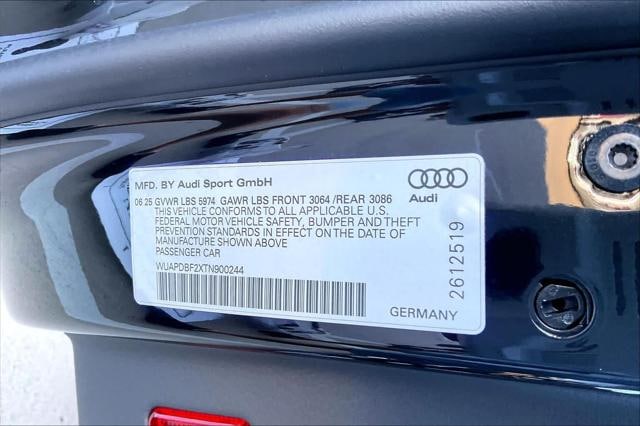 MFD. BY Audi Sport GmbH
06 25 GVWR LBS 5974 GAWR LBS FRONT 3064 /REAR 3086
THIS VEHICLE CONFORMS TO ALL APPLICABLE U.S.
FEDERAL MOTOR VEHICLE SAFETY, BUMPER AND THEFT
PREVENTION STANDARDS IN EFFECT ON THE DATE OF
MANUFACTURE SHOWN ABOVE
PASSENGER CAR
WUAPDBF2XTN900244
Audi
2612519
GERMANY